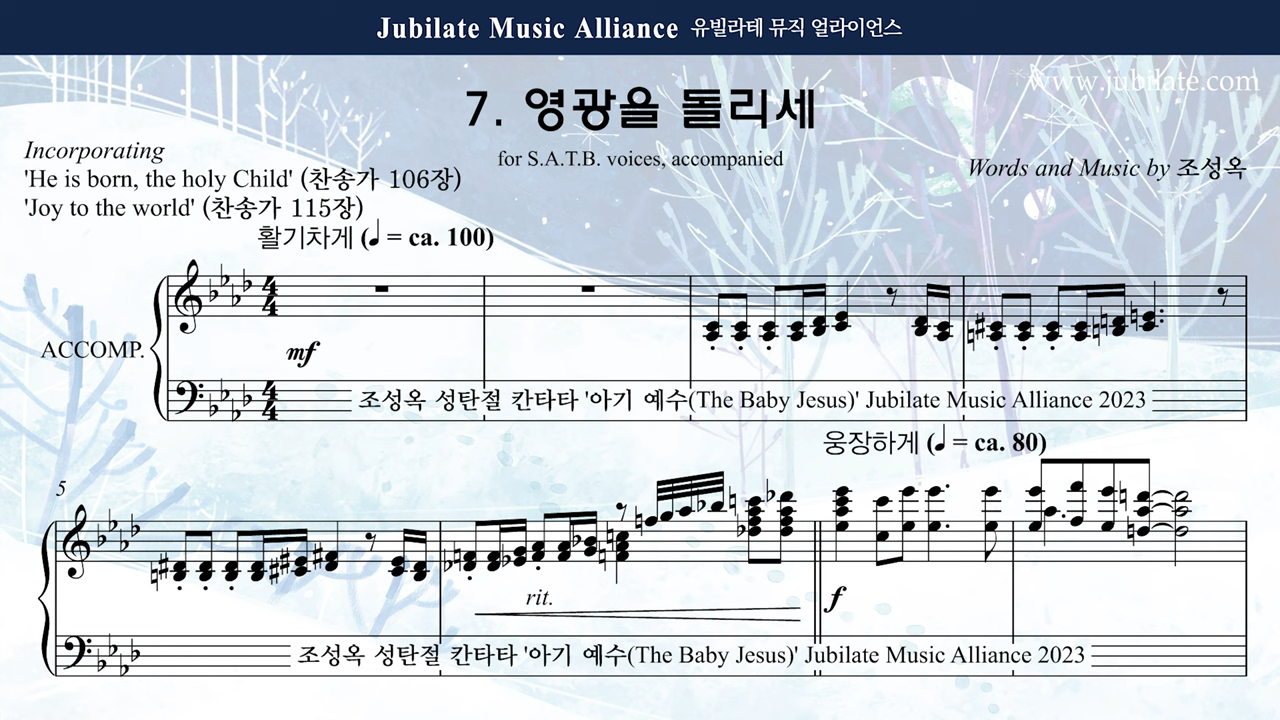 Jubilate Music Alliance 유빌라테 뮤직 얼라이언스
www.jubilate.com
7. 영광을 돌리세
for S.A.T.B. voices, accompanied
Incorporating
'He is born, the holy Child' (찬송가 106장)
'Joy to the world' (찬송가 115장)
Words and Music by 조성옥
활기차게 (♩ = ca. 100)
ACCOMP.
mf
조성옥 성탄절 칸타타 '아기 예수(The Baby Jesus)' Jubilate Music Alliance 2023
웅장하게 (♩ = ca. 80)
5
rit.
f
조성옥 성탄절 칸타타 '아기 예수(The Baby Jesus)' Jubilate Music Alliance 2023